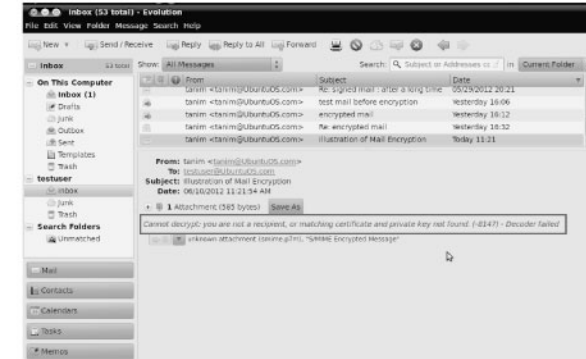 Inbox (53 total) - Evolution
File Edit View Folder Message Search Help
New Send / Receive Reply Reply to All Forward
Inbox 53 total Show: All Messages Search: Subject or Addresses in Current Folder
On This Computer
Inbox (1)
Drafts
Junk
Outbox
Sent
Templates
Trash
testuser
Inbox
Junk
Trash
Search Folders
Unmatched
Mail
Contacts
Calendars
Tasks
Memos
From Subject Date
tanim <tanim@UbuntuOS.com> Re: signed mail : after a long time 05/29/2012 20:21
tanim <tanim@UbuntuOS.com> test mail before encryption Yesterday 16:06
tanim <tanim@UbuntuOS.com> encrypted mail Yesterday 16:12
tanim <tanim@UbuntuOS.com> Re: encrypted mail Yesterday 16:32
tanim <tanim@UbuntuOS.com> Illustration of Mail Encryption Today 11:21
From: tanim <tanim@UbuntuOS.com>
To: testuser@UbuntuOS.com
Subject: Illustration of Mail Encryption
Date: 06/10/2012 11:21:54 AM
1 Attachment (585 bytes) Save As
Cannot decrypt: you are not a recipient, or matching certificate and private key not found. (-8147) - Decoder failed
unknown attachment (smime.p7m), "S/MIME Encrypted Message"